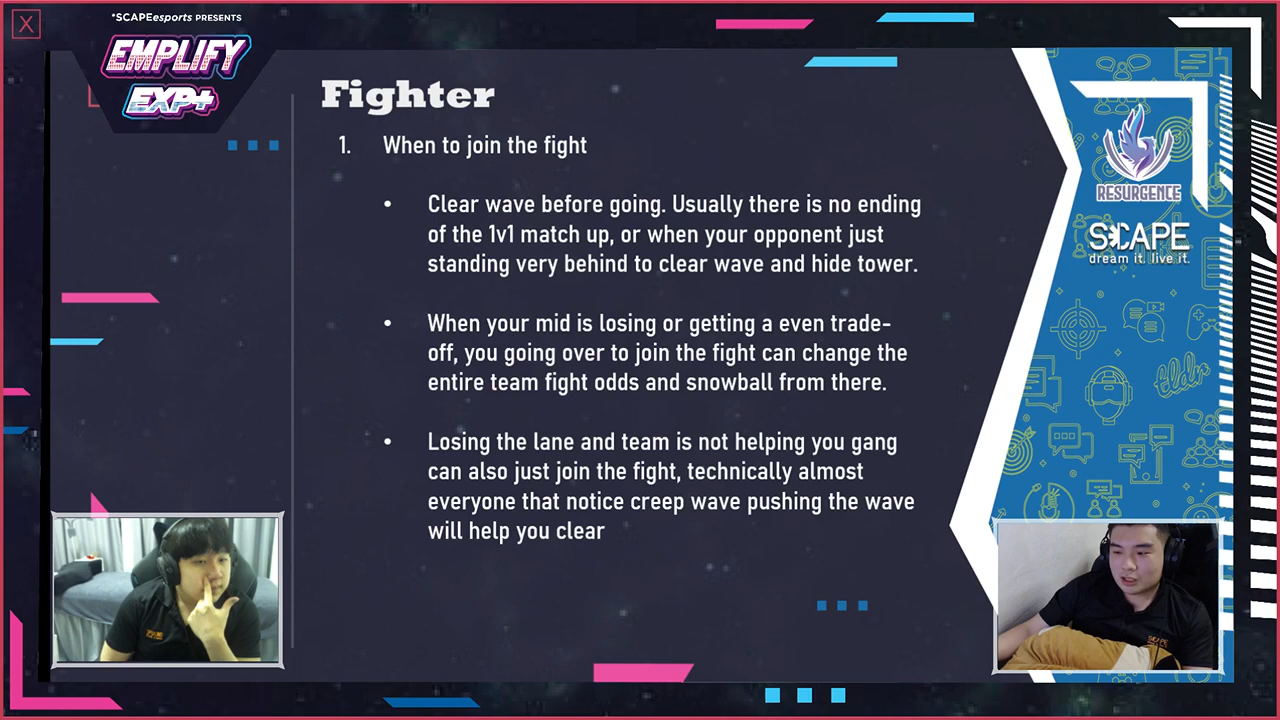 *SCAPEesports PRESENTS
EMPLIFY
EXP+
Fighter
1. When to join the fight
• Clear wave before going. Usually there is no ending
of the 1v1 match up, or when your opponent just
standing very behind to clear wave and hide tower.
• When your mid is losing or getting a even trade-
off, you going over to join the fight can change the
entire team fight odds and snowball from there.
• Losing the lane and team is not helping you gang
can also just join the fight, technically almost
everyone that notice creep wave pushing the wave
will help you clear
RESURGENCE
S*CAPE
dream it. live it.
tldr
SCAPE